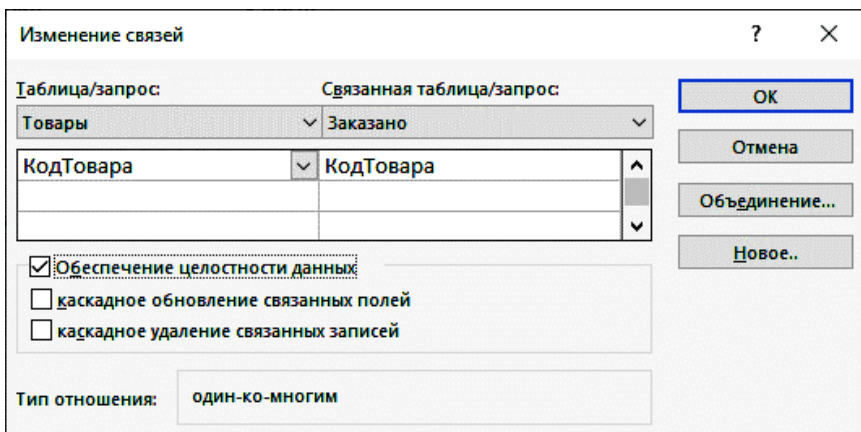 Изменение связей
?
Таблица/запрос:
Связанная таблица/запрос:
Товары
Заказано
КодТовара
КодТовара
Обеспечение целостности данных
каскадное обновление связанных полей
каскадное удаление связанных записей
Тип отношения:
один-ко-многим
ОК
Отмена
Объединение...
Новое..